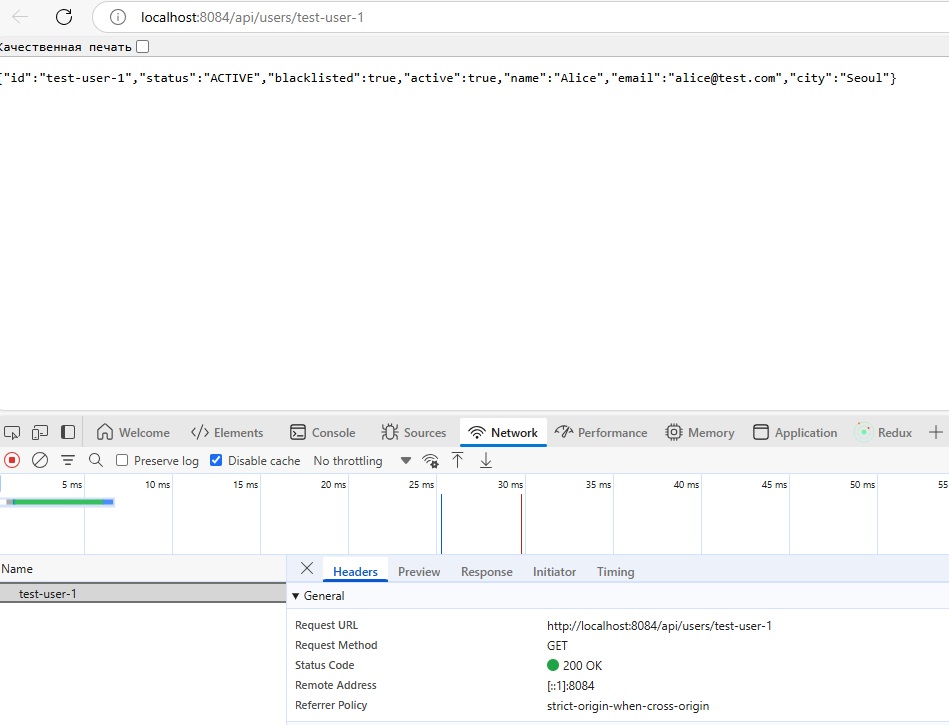 localhost:8084/api/users/test-user-1
Качественная печать
{"id":"test-user-1","status":"ACTIVE","blacklisted":true,"active":true,"name":"Alice","email":"alice@test.com","city":"Seoul"}
Welcome Elements Console Sources Network Performance Memory Application Redux
Preserve log Disable cache No throttling
5 ms 10 ms 15 ms 20 ms 25 ms 30 ms 35 ms 40 ms 45 ms 50 ms 55
Name
Headers Preview Response Initiator Timing
test-user-1
General
Request URL http://localhost:8084/api/users/test-user-1
Request Method GET
Status Code 200 OK
Remote Address [::1]:8084
Referrer Policy strict-origin-when-cross-origin